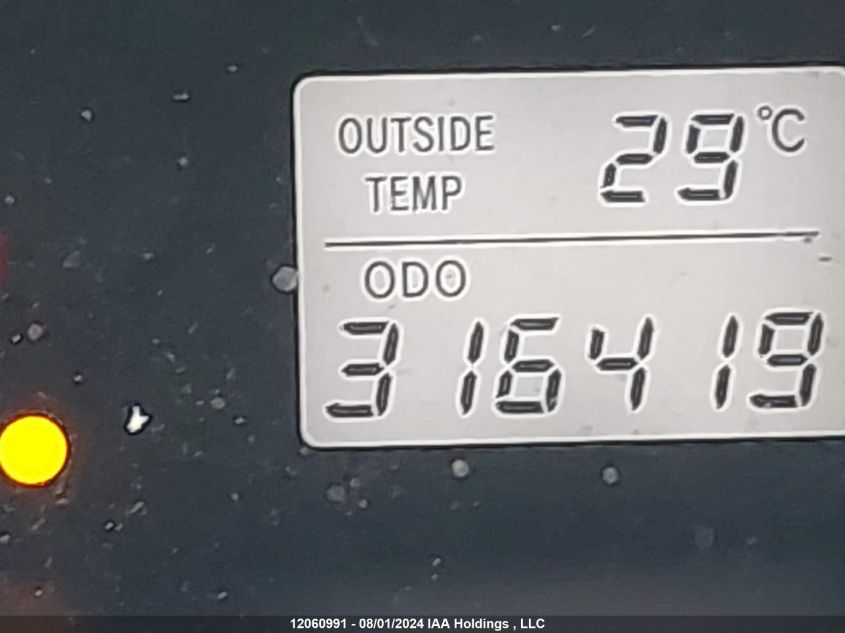 OUTSIDE 29 °C
TEMP
ODO
316419
12060991 - 08/01/2024 IAA Holdings , LLC